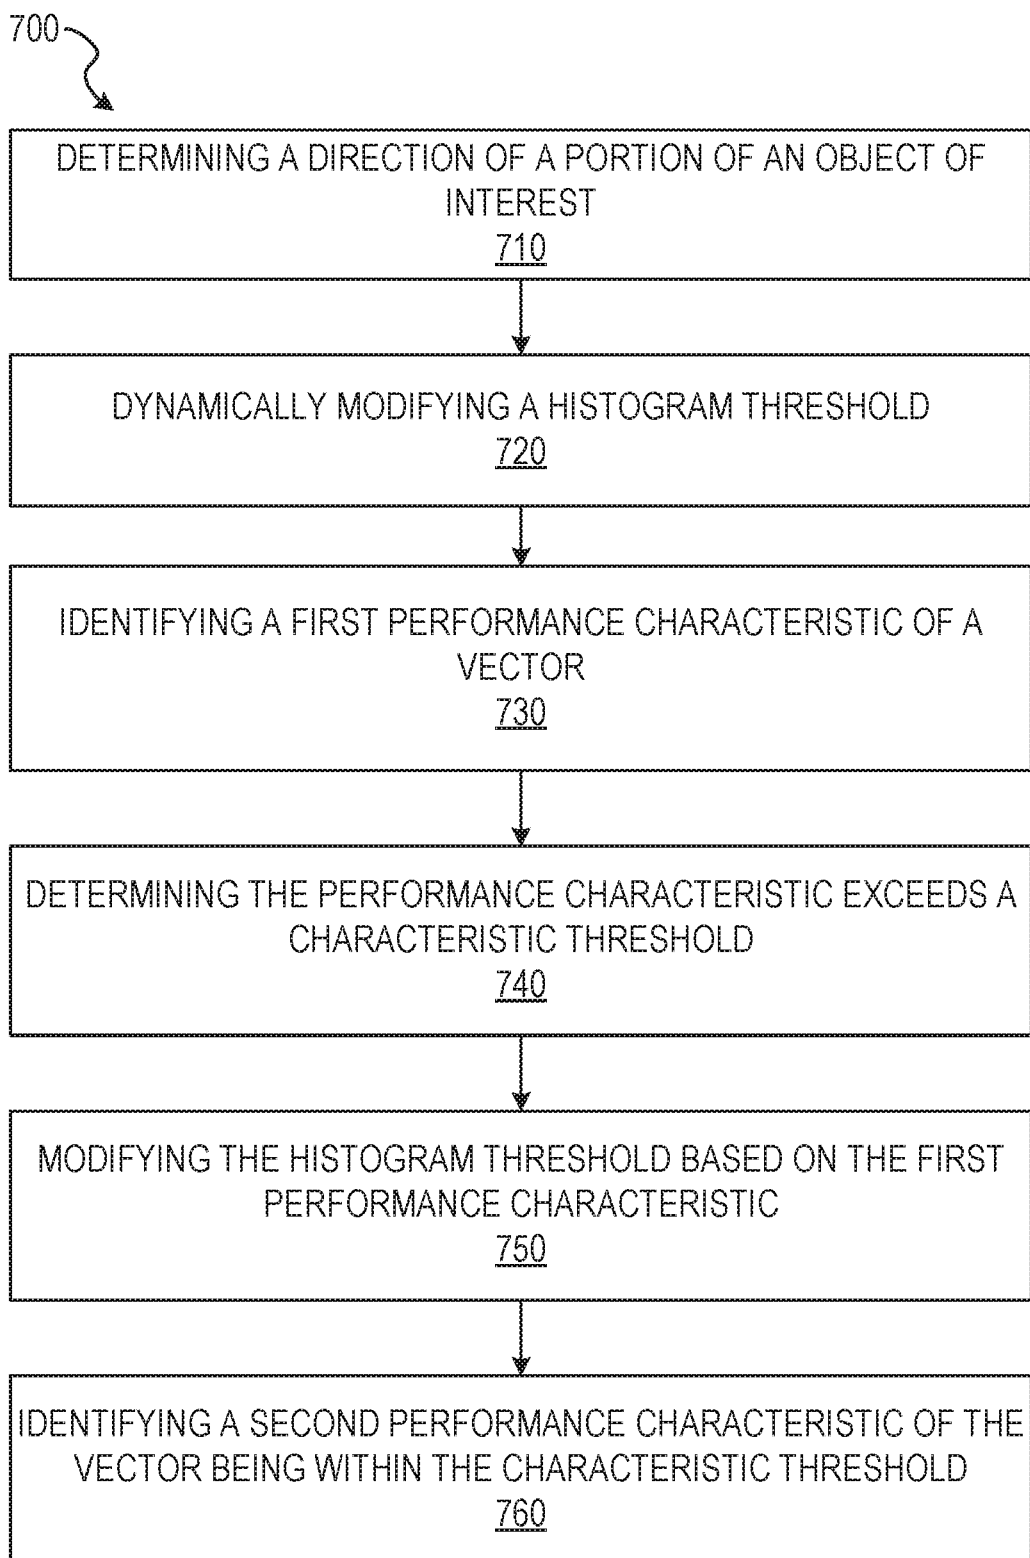 700
DETERMINING A DIRECTION OF A PORTION OF AN OBJECT OF
INTEREST
710
DYNAMICALLY MODIFYING A HISTOGRAM THRESHOLD
720
IDENTIFYING A FIRST PERFORMANCE CHARACTERISTIC OF A
VECTOR
730
DETERMINING THE PERFORMANCE CHARACTERISTIC EXCEEDS A
CHARACTERISTIC THRESHOLD
740
MODIFYING THE HISTOGRAM THRESHOLD BASED ON THE FIRST
PERFORMANCE CHARACTERISTIC
750
IDENTIFYING A SECOND PERFORMANCE CHARACTERISTIC OF THE
VECTOR BEING WITHIN THE CHARACTERISTIC THRESHOLD
760